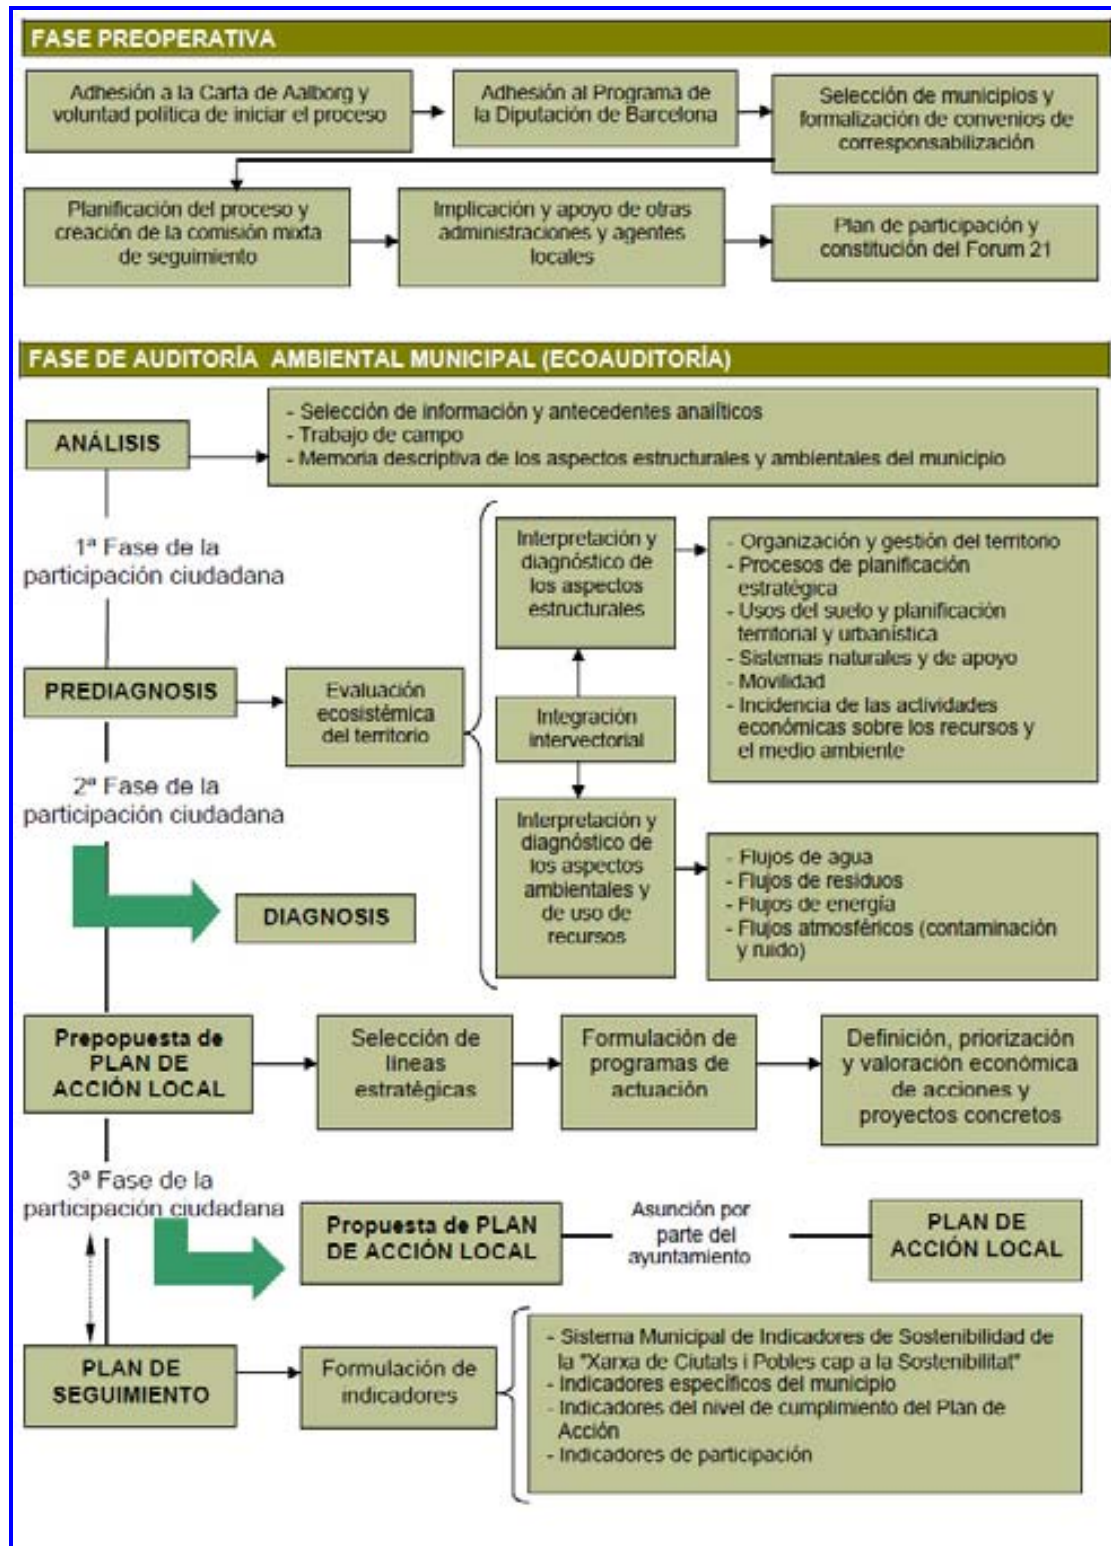 FASE PREOPERATIVA
Adhesión a la Carta de Aalborg y
voluntad política de iniciar el proceso
Adhesión al Programa de
la Diputación de Barcelona
Selección de municipios y
formalización de convenios de
corresponsabilización
Planificación del proceso y
creación de la comisión mixta
de seguimiento
Implicación y apoyo de otras
administraciones y agentes
locales
Plan de participación y
constitución del Forum 21
FASE DE AUDITORÍA AMBIENTAL MUNICIPAL (ECOAUDITORÍA)
ANÁLISIS
- Selección de información y antecedentes analíticos
- Trabajo de campo
- Memoria descriptiva de los aspectos estructurales y ambientales del municipio
1ª Fase de la
participación ciudadana
PREDIAGNOSIS
Evaluación
ecosistémica
del territorio
Interpretación y
diagnóstico de
los aspectos
estructurales
- Organización y gestión del territorio
- Procesos de planificación
estratégica
- Usos del suelo y planificación
territorial y urbanística
- Sistemas naturales y de apoyo
- Movilidad
- Incidencia de las actividades
económicas sobre los recursos y
el medio ambiente
Integración
intervectorial
2ª Fase de la
participación ciudadana
Interpretación y
diagnóstico de
los aspectos
ambientales y
de uso de
recursos
- Flujos de agua
- Flujos de residuos
- Flujos de energía
- Flujos atmosféricos (contaminación
y ruido)
DIAGNOSIS
Prepopuesta de
PLAN DE
ACCIÓN LOCAL
Selección de
líneas
estratégicas
Formulación de
programas de
actuación
Definición, priorización
y valoración económica
de acciones y
proyectos concretos
3ª Fase de la
participación ciudadana
Propuesta de PLAN
DE ACCIÓN LOCAL
Asunción por
parte del
ayuntamiento
PLAN DE
ACCIÓN LOCAL
PLAN DE
SEGUIMIENTO
Formulación de
indicadores
- Sistema Municipal de Indicadores de Sostenibilidad de
la "Xarxa de Ciutats i Pobles cap a la Sostenibilitat"
- Indicadores específicos del municipio
- Indicadores del nivel de cumplimiento del Plan de
Acción
- Indicadores de participación